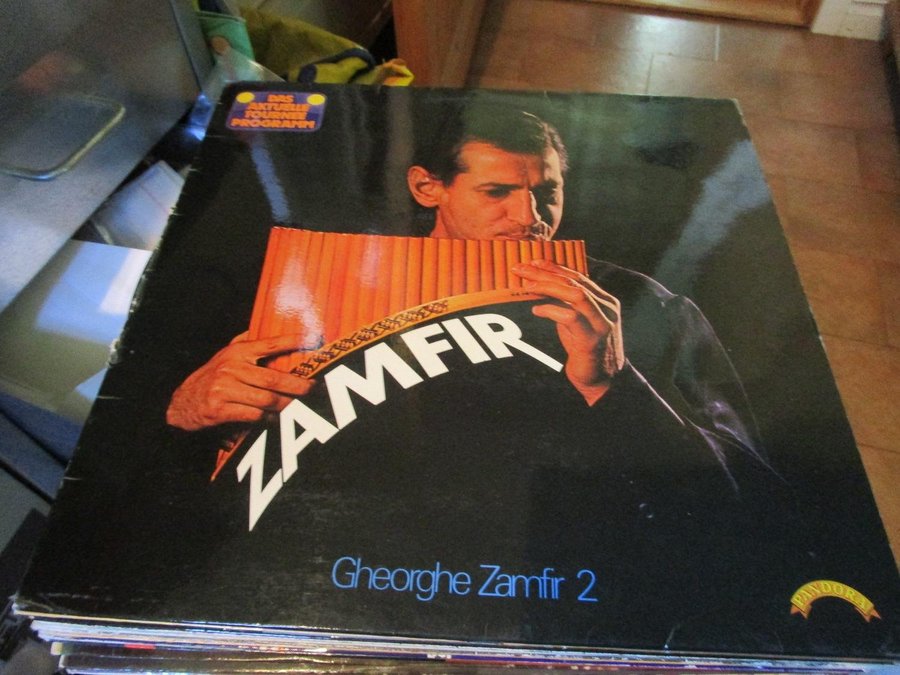 DAS
AKTUELLE
TOURNEE
PROGRAMM
ZAMFIR
Gheorghe Zamfir 2
PANDORA